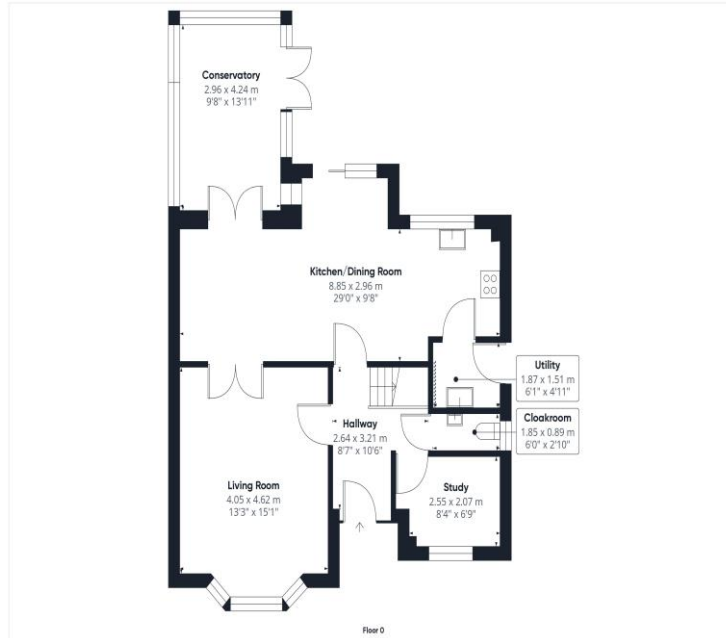 Conservatory
2.96 x 4.24 m
9'8" x 13'11"
Kitchen/Dining Room
8.85 x 2.96 m
29'0" x 9'8"
Utility
1.87 x 1.51 m
6'1" x 4'11"
Cloakroom
1.85 x 0.89 m
6'0" x 2'10"
Hallway
2.64 x 3.21 m
8'7" x 10'6"
Living Room
4.05 x 4.62 m
13'3" x 15'1"
Study
2.55 x 2.07 m
8'4" x 6'9"
Floor 0